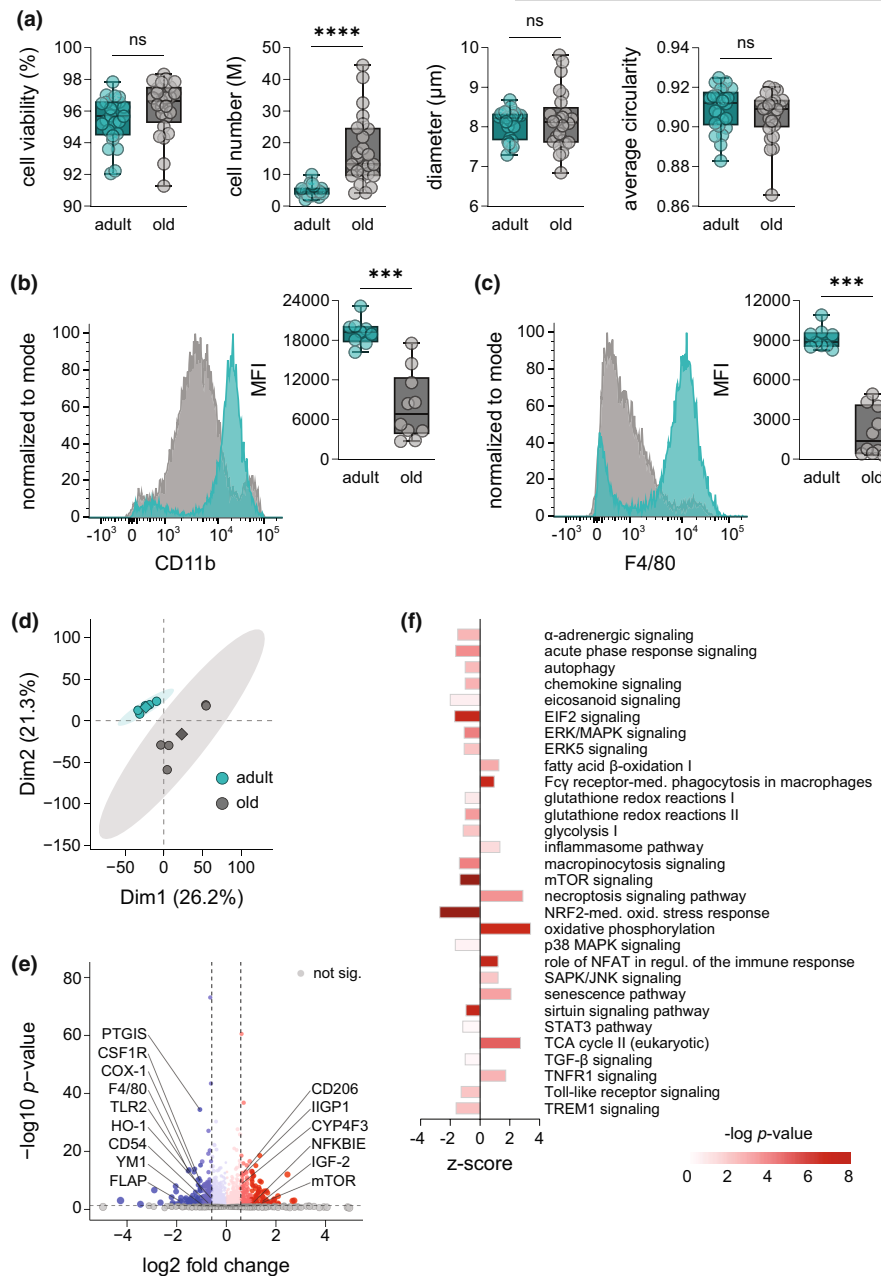 (a)
cell viability (%)
100
98
96
94
92
90
ns
adult
old
cell number (M)
50
40
30
20
10
0
****
adult
old
diameter (µm)
10
9
8
7
6
ns
adult
old
average circularity
0.94
0.92
0.90
0.88
0.86
ns
adult
old
(b)
normalized to mode
100
80
60
40
20
0
-10³
0
10³
10⁴
10⁵
CD11b
MFI
24000
18000
12000
6000
0
***
adult
old
(c)
normalized to mode
100
80
60
40
20
0
-10³
0
10³
10⁴
10⁵
F4/80
MFI
12000
9000
6000
3000
0
***
adult
old
(d)
Dim2 (21.3%)
100
50
0
−50
−100
−150
−50
0
50
100
Dim1 (26.2%)
adult
old
(e)
−log10 p-value
80
60
40
20
0
not sig.
PTGIS
CSF1R
COX-1
F4/80
TLR2
HO-1
CD54
YM1
FLAP
CD206
IIGP1
CYP4F3
NFKBIE
IGF-2
mTOR
−4
−2
0
2
4
log2 fold change
(f)
α-adrenergic signaling
acute phase response signaling
autophagy
chemokine signaling
eicosanoid signaling
EIF2 signaling
ERK/MAPK signaling
ERK5 signaling
fatty acid β-oxidation I
Fcγ receptor-med. phagocytosis in macrophages
glutathione redox reactions I
glutathione redox reactions II
glycolysis I
inflammasome pathway
macropinocytosis signaling
mTOR signaling
necroptosis signaling pathway
NRF2-med. oxid. stress response
oxidative phosphorylation
p38 MAPK signaling
role of NFAT in regul. of the immune response
SAPK/JNK signaling
senescence pathway
sirtuin signaling pathway
STAT3 pathway
TCA cycle II (eukaryotic)
TGF-β signaling
TNFR1 signaling
Toll-like receptor signaling
TREM1 signaling
-4
-2
0
2
4
z-score
-log p-value
0
2
4
6
8